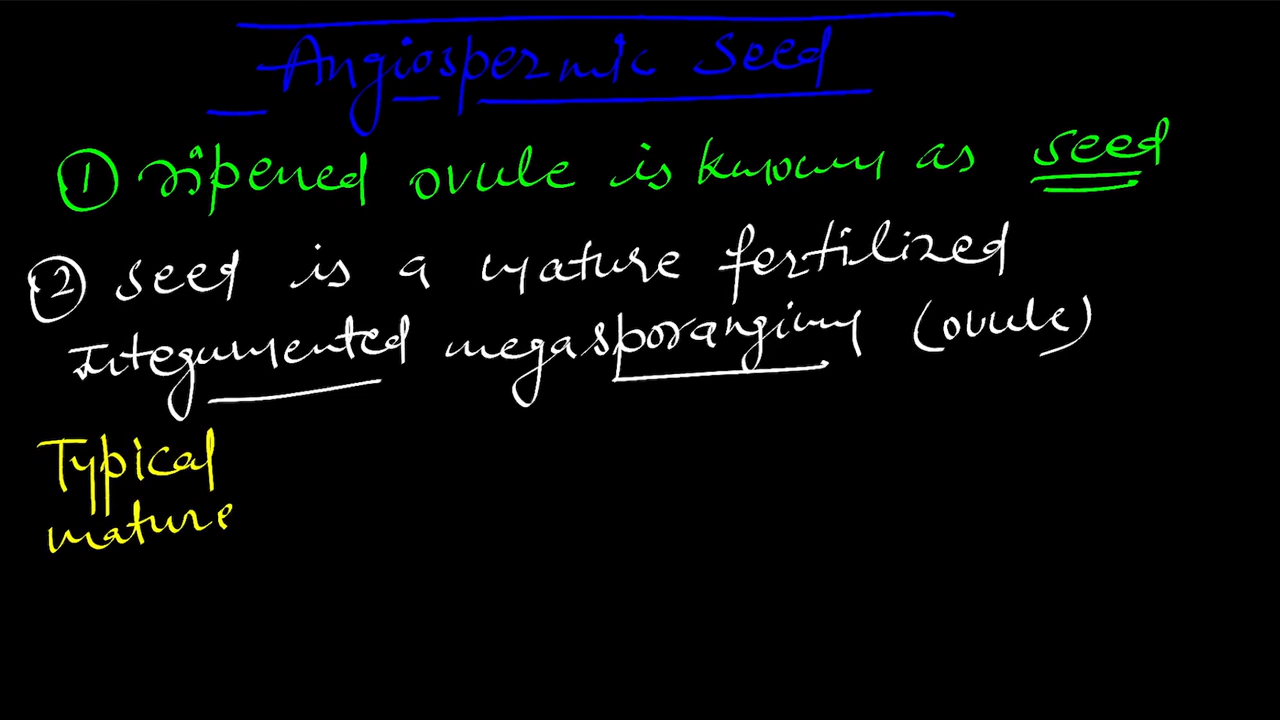 Angiospermic Seed
① ripened ovule is known as seed
② seed is a mature fertilized
Integumented megasporangium (ovule)
Typical
mature